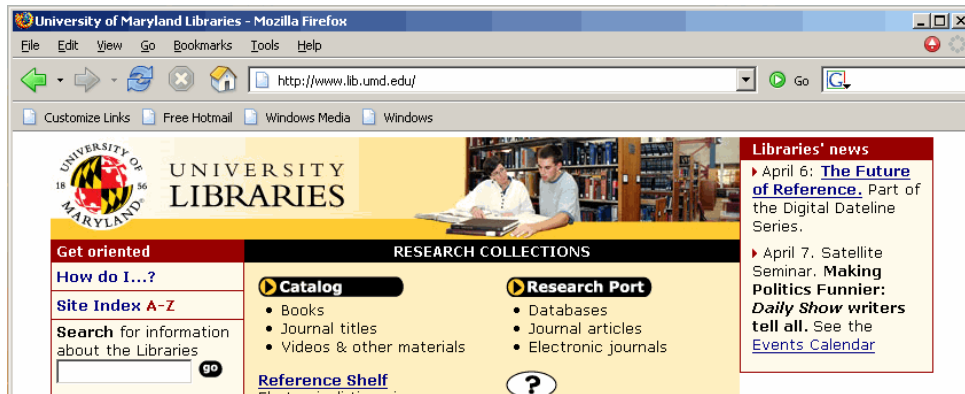 University of Maryland Libraries - Mozilla Firefox
File Edit View Go Bookmarks Tools Help
http://www.lib.umd.edu/
Go
G
Customize Links Free Hotmail Windows Media Windows
UNIVERSITY OF
MARYLAND
18 56
UNIVERSITY
LIBRARIES
Get oriented
How do I...?
Site Index A-Z
Search for information
about the Libraries
go
RESEARCH COLLECTIONS
Catalog
• Books
• Journal titles
• Videos & other materials
Reference Shelf
Research Port
• Databases
• Journal articles
• Electronic journals
?
Libraries' news
April 6: The Future
of Reference. Part of
the Digital Dateline
Series.
April 7. Satellite
Seminar. Making
Politics Funnier:
Daily Show writers
tell all. See the
Events Calendar